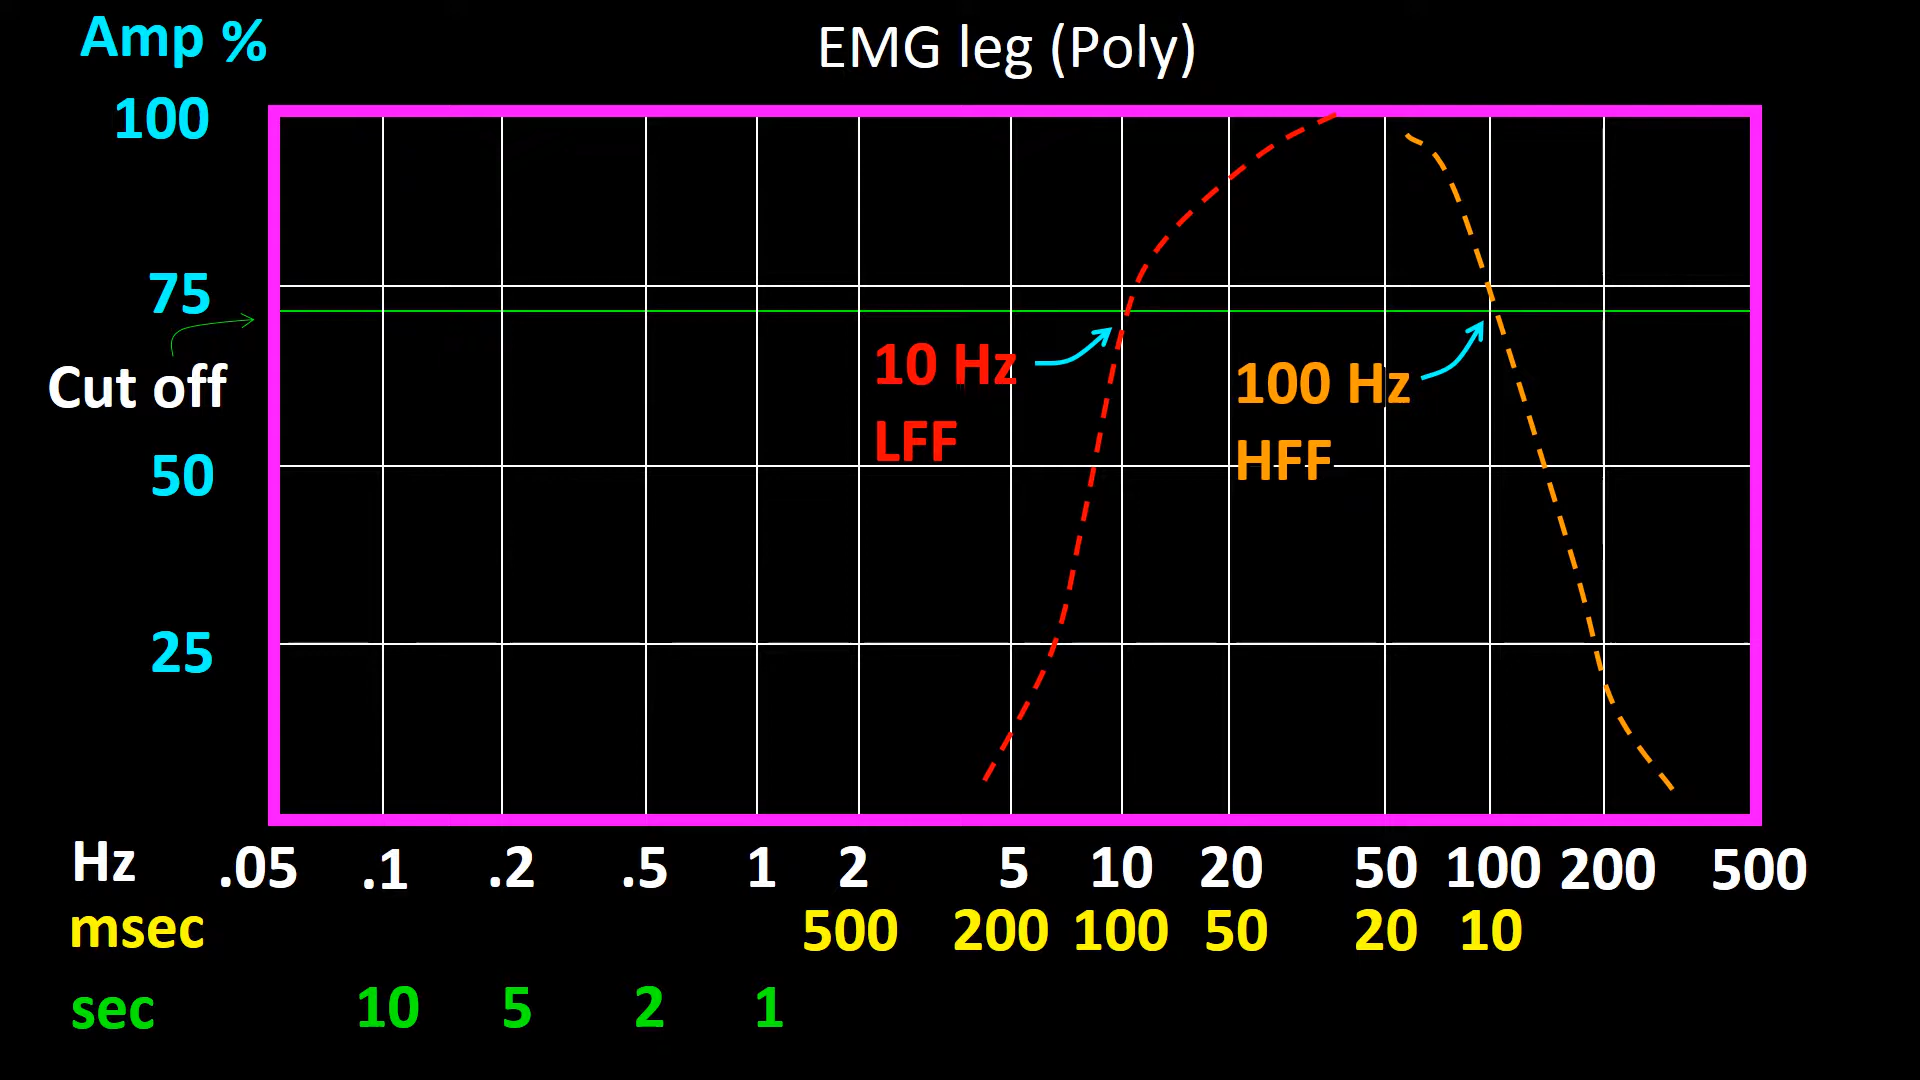 Amp %
EMG leg (Poly)
100
75
Cut off
50
25
10 Hz
LFF
100 Hz
HFF
Hz .05 .1 .2 .5 1 2 5 10 20 50 100 200 500
msec 500 200 100 50 20 10
sec 10 5 2 1